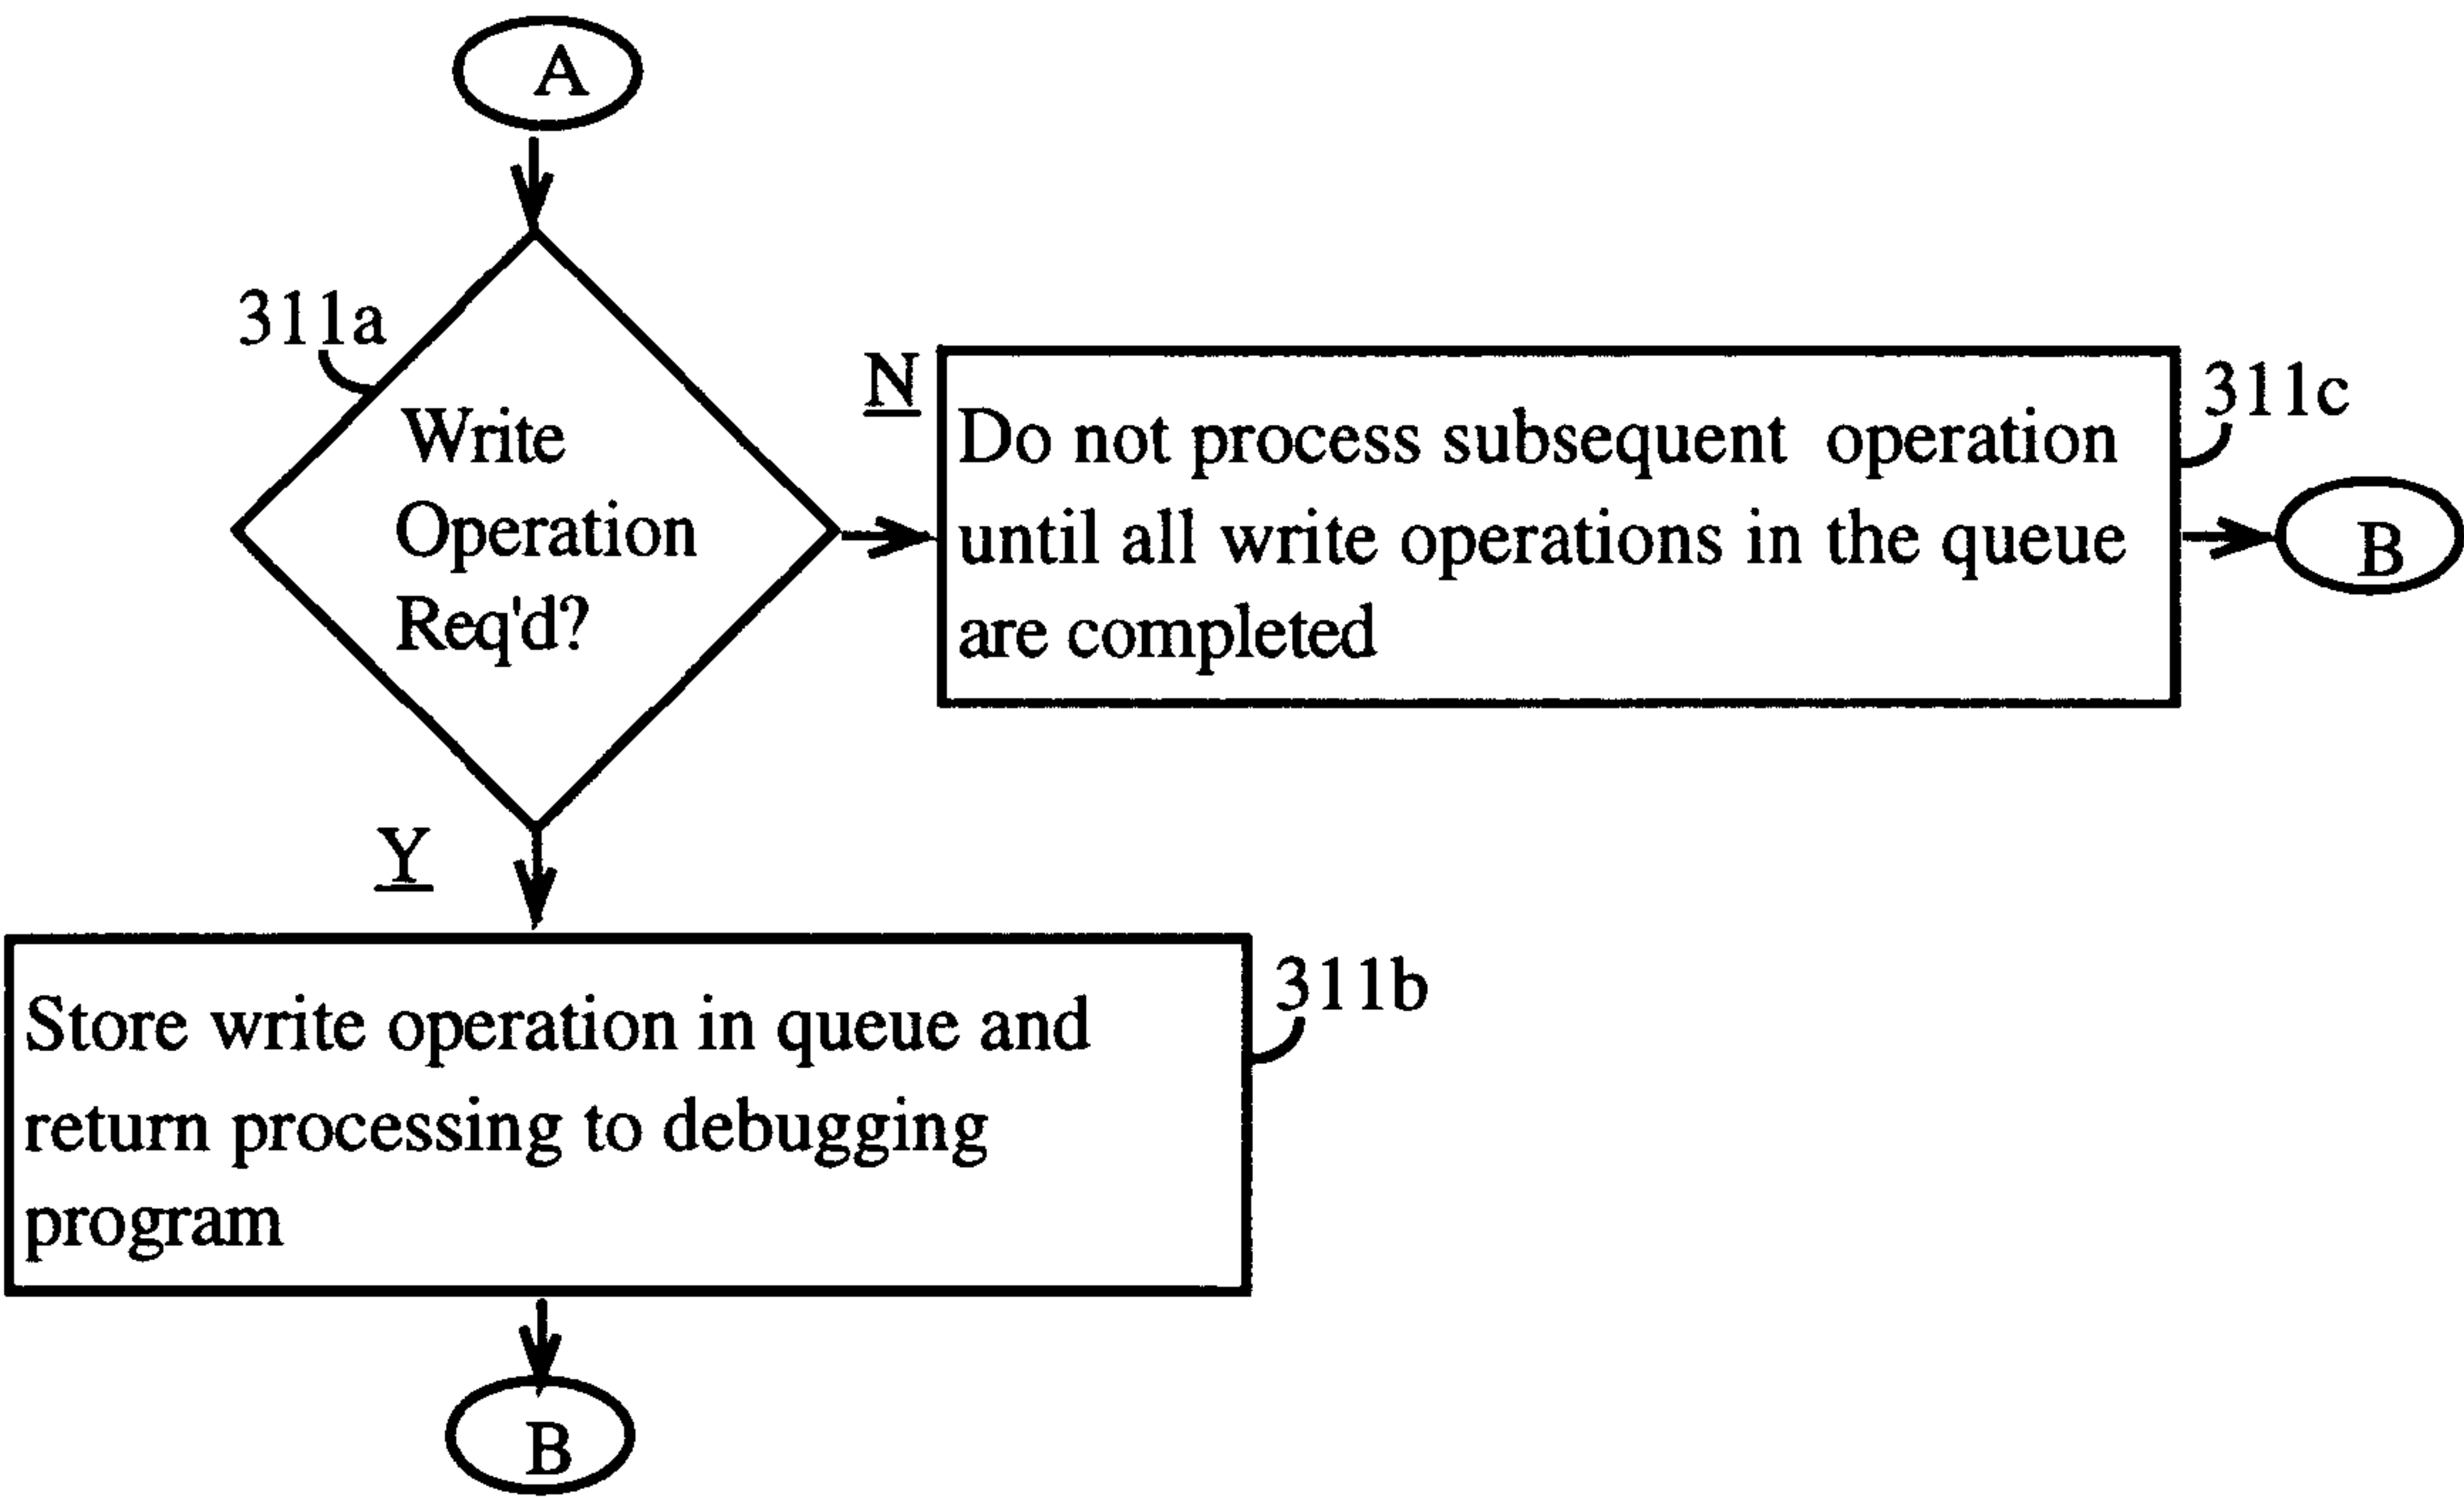 A
311a
Write
Operation
Req'd?
N
Do not process subsequent operation
until all write operations in the queue
are completed
311c
B
Y
Store write operation in queue and
return processing to debugging
program
311b
B